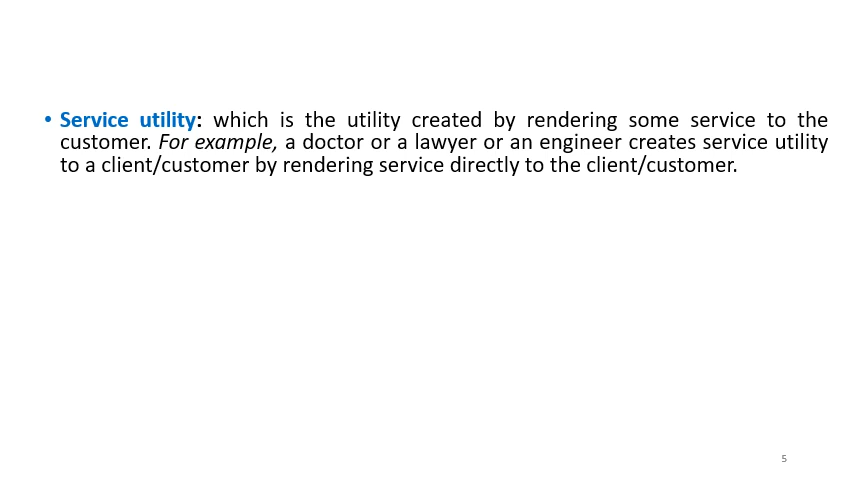 • Service utility: which is the utility created by rendering some service to the
customer. For example, a doctor or a lawyer or an engineer creates service utility
to a client/customer by rendering service directly to the client/customer.
5